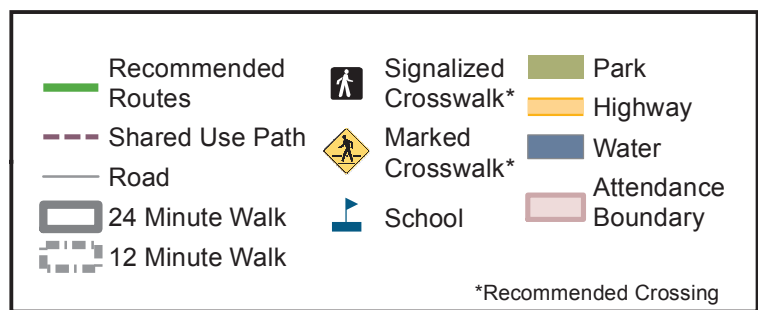 Recommended
Routes
Shared Use Path
Road
24 Minute Walk
12 Minute Walk
Signalized
Crosswalk*
Marked
Crosswalk*
School
Park
Highway
Water
Attendance
Boundary
*Recommended Crossing